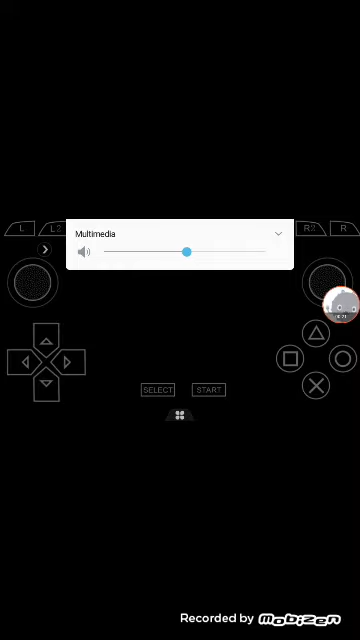 Multimedia
L
L2
R2
R
SELECT
START
Recorded by mobizen